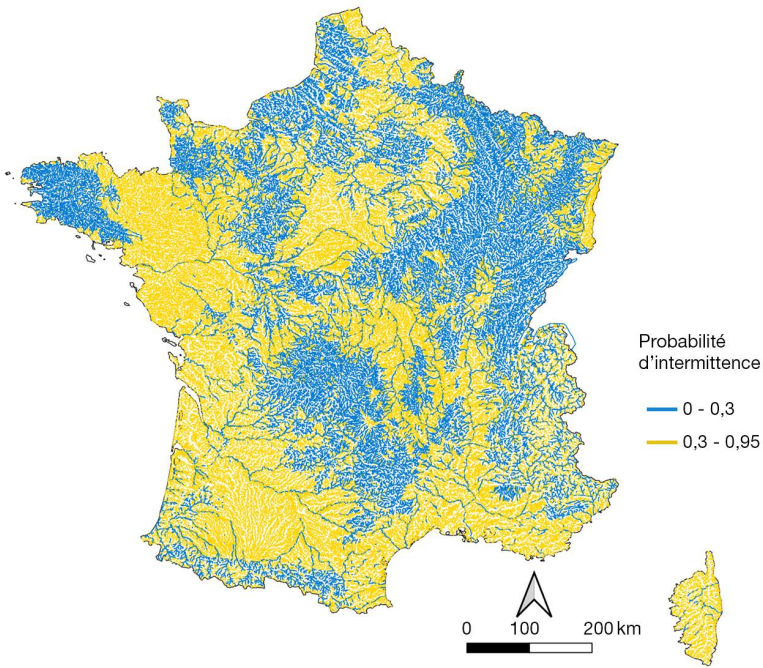 Probabilité
d'intermittence
0 - 0,3
0,3 - 0,95
0 100 200 km